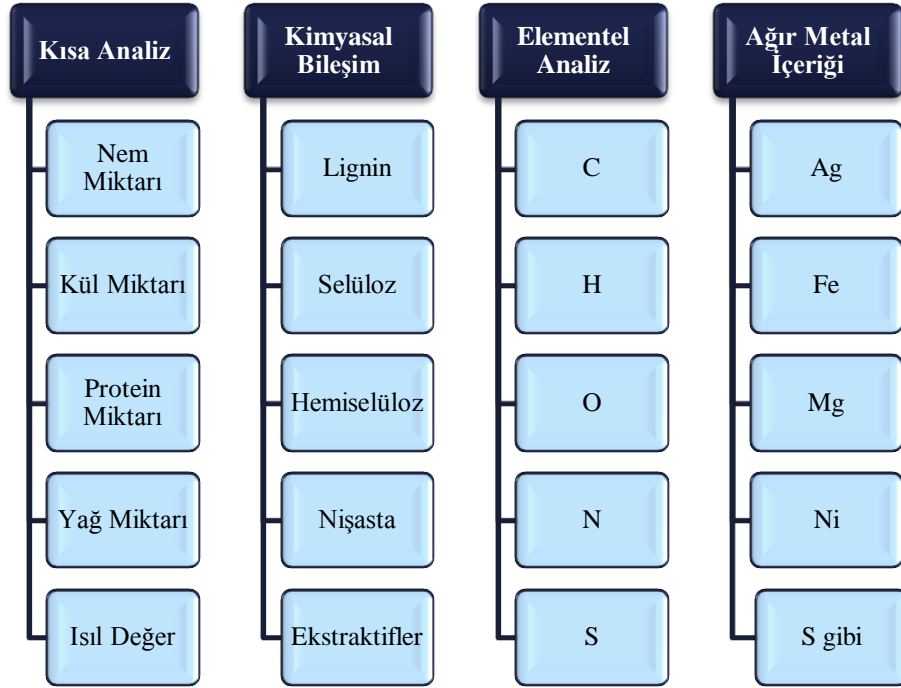 Kısa Analiz
Nem
Miktarı
Kül Miktarı
Protein
Miktarı
Yağ Miktarı
Isıl Değer
Kimyasal
Bileşim
Lignin
Selüloz
Hemiselüloz
Nişasta
Ekstraktifler
Elementel
Analiz
C
H
O
N
S
Ağır Metal
İçeriği
Ag
Fe
Mg
Ni
S gibi